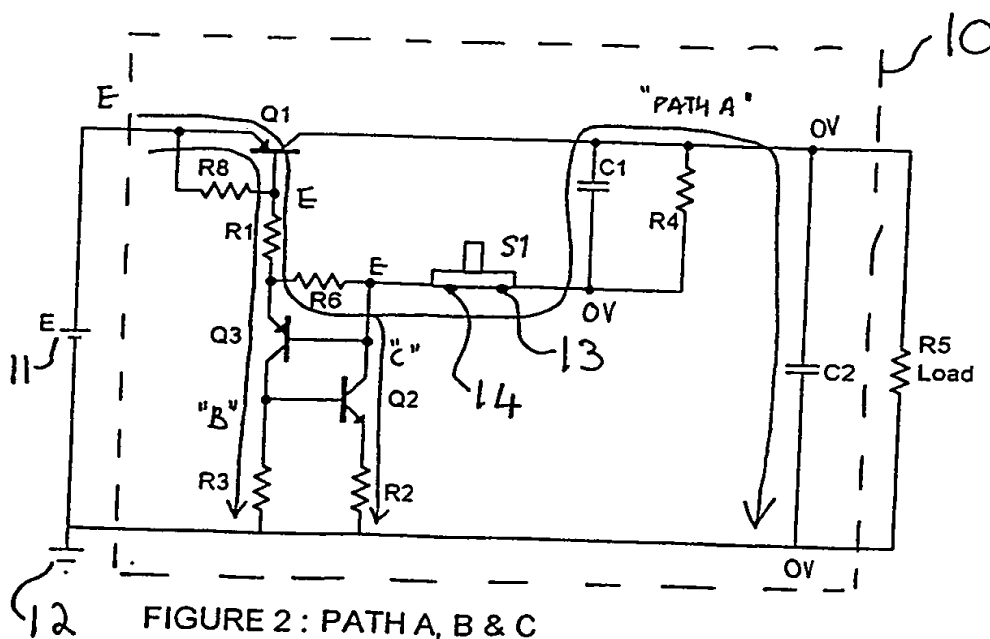 10
"PATH A"
E
Q1
0V
R8
C1
E
R4
R1
S1
E
R6
0V
Q3
13
E
"C"
R5
Load
11
14
C2
Q2
"B"
R3
R2
0V
12
FIGURE 2 : PATH A, B & C